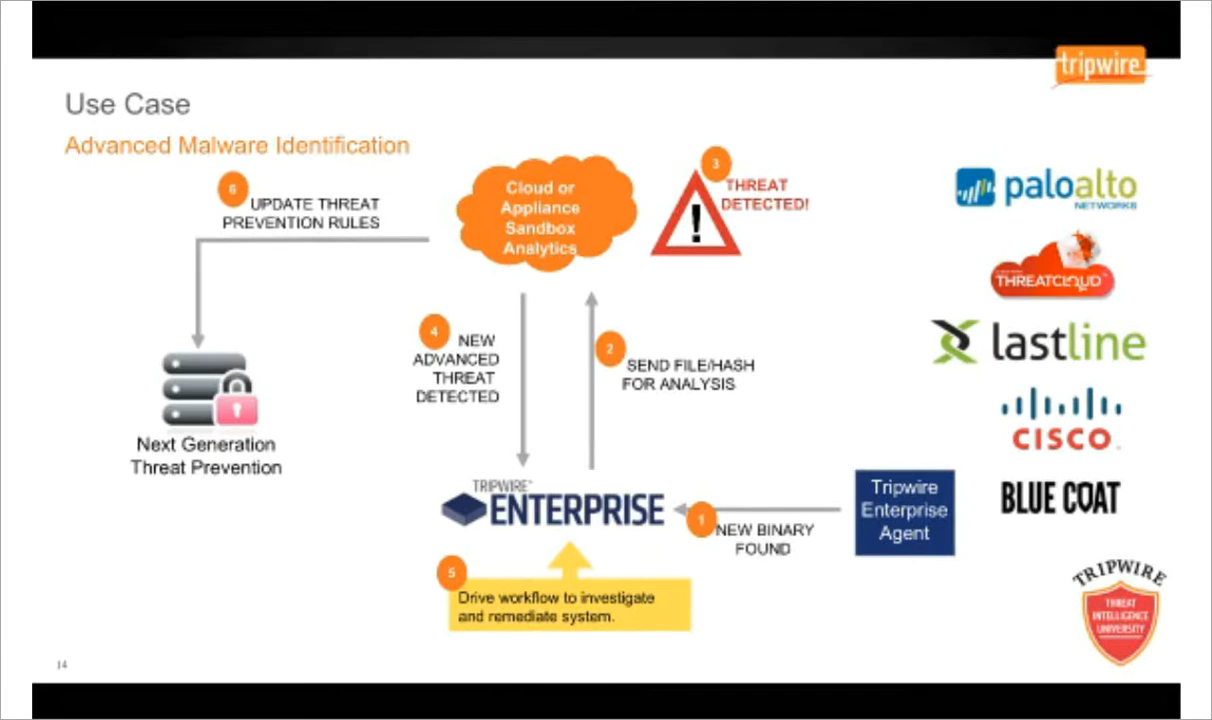 tripwire
Use Case
Advanced Malware Identification
6
UPDATE THREAT
PREVENTION RULES
Cloud or
Appliance
Sandbox
Analytics
3
THREAT
DETECTED!
!
paloalto
NETWORKS
THREATCLOUD
lastline
CISCO
BLUE COAT
4
NEW
ADVANCED
THREAT
DETECTED
2
SEND FILE/HASH
FOR ANALYSIS
Next Generation
Threat Prevention
TRIPWIRE
ENTERPRISE
1
NEW BINARY
FOUND
Tripwire
Enterprise
Agent
5
Drive workflow to investigate
and remediate system.
TRIPWIRE
THREAT
INTELLIGENCE
UNIVERSITY
14